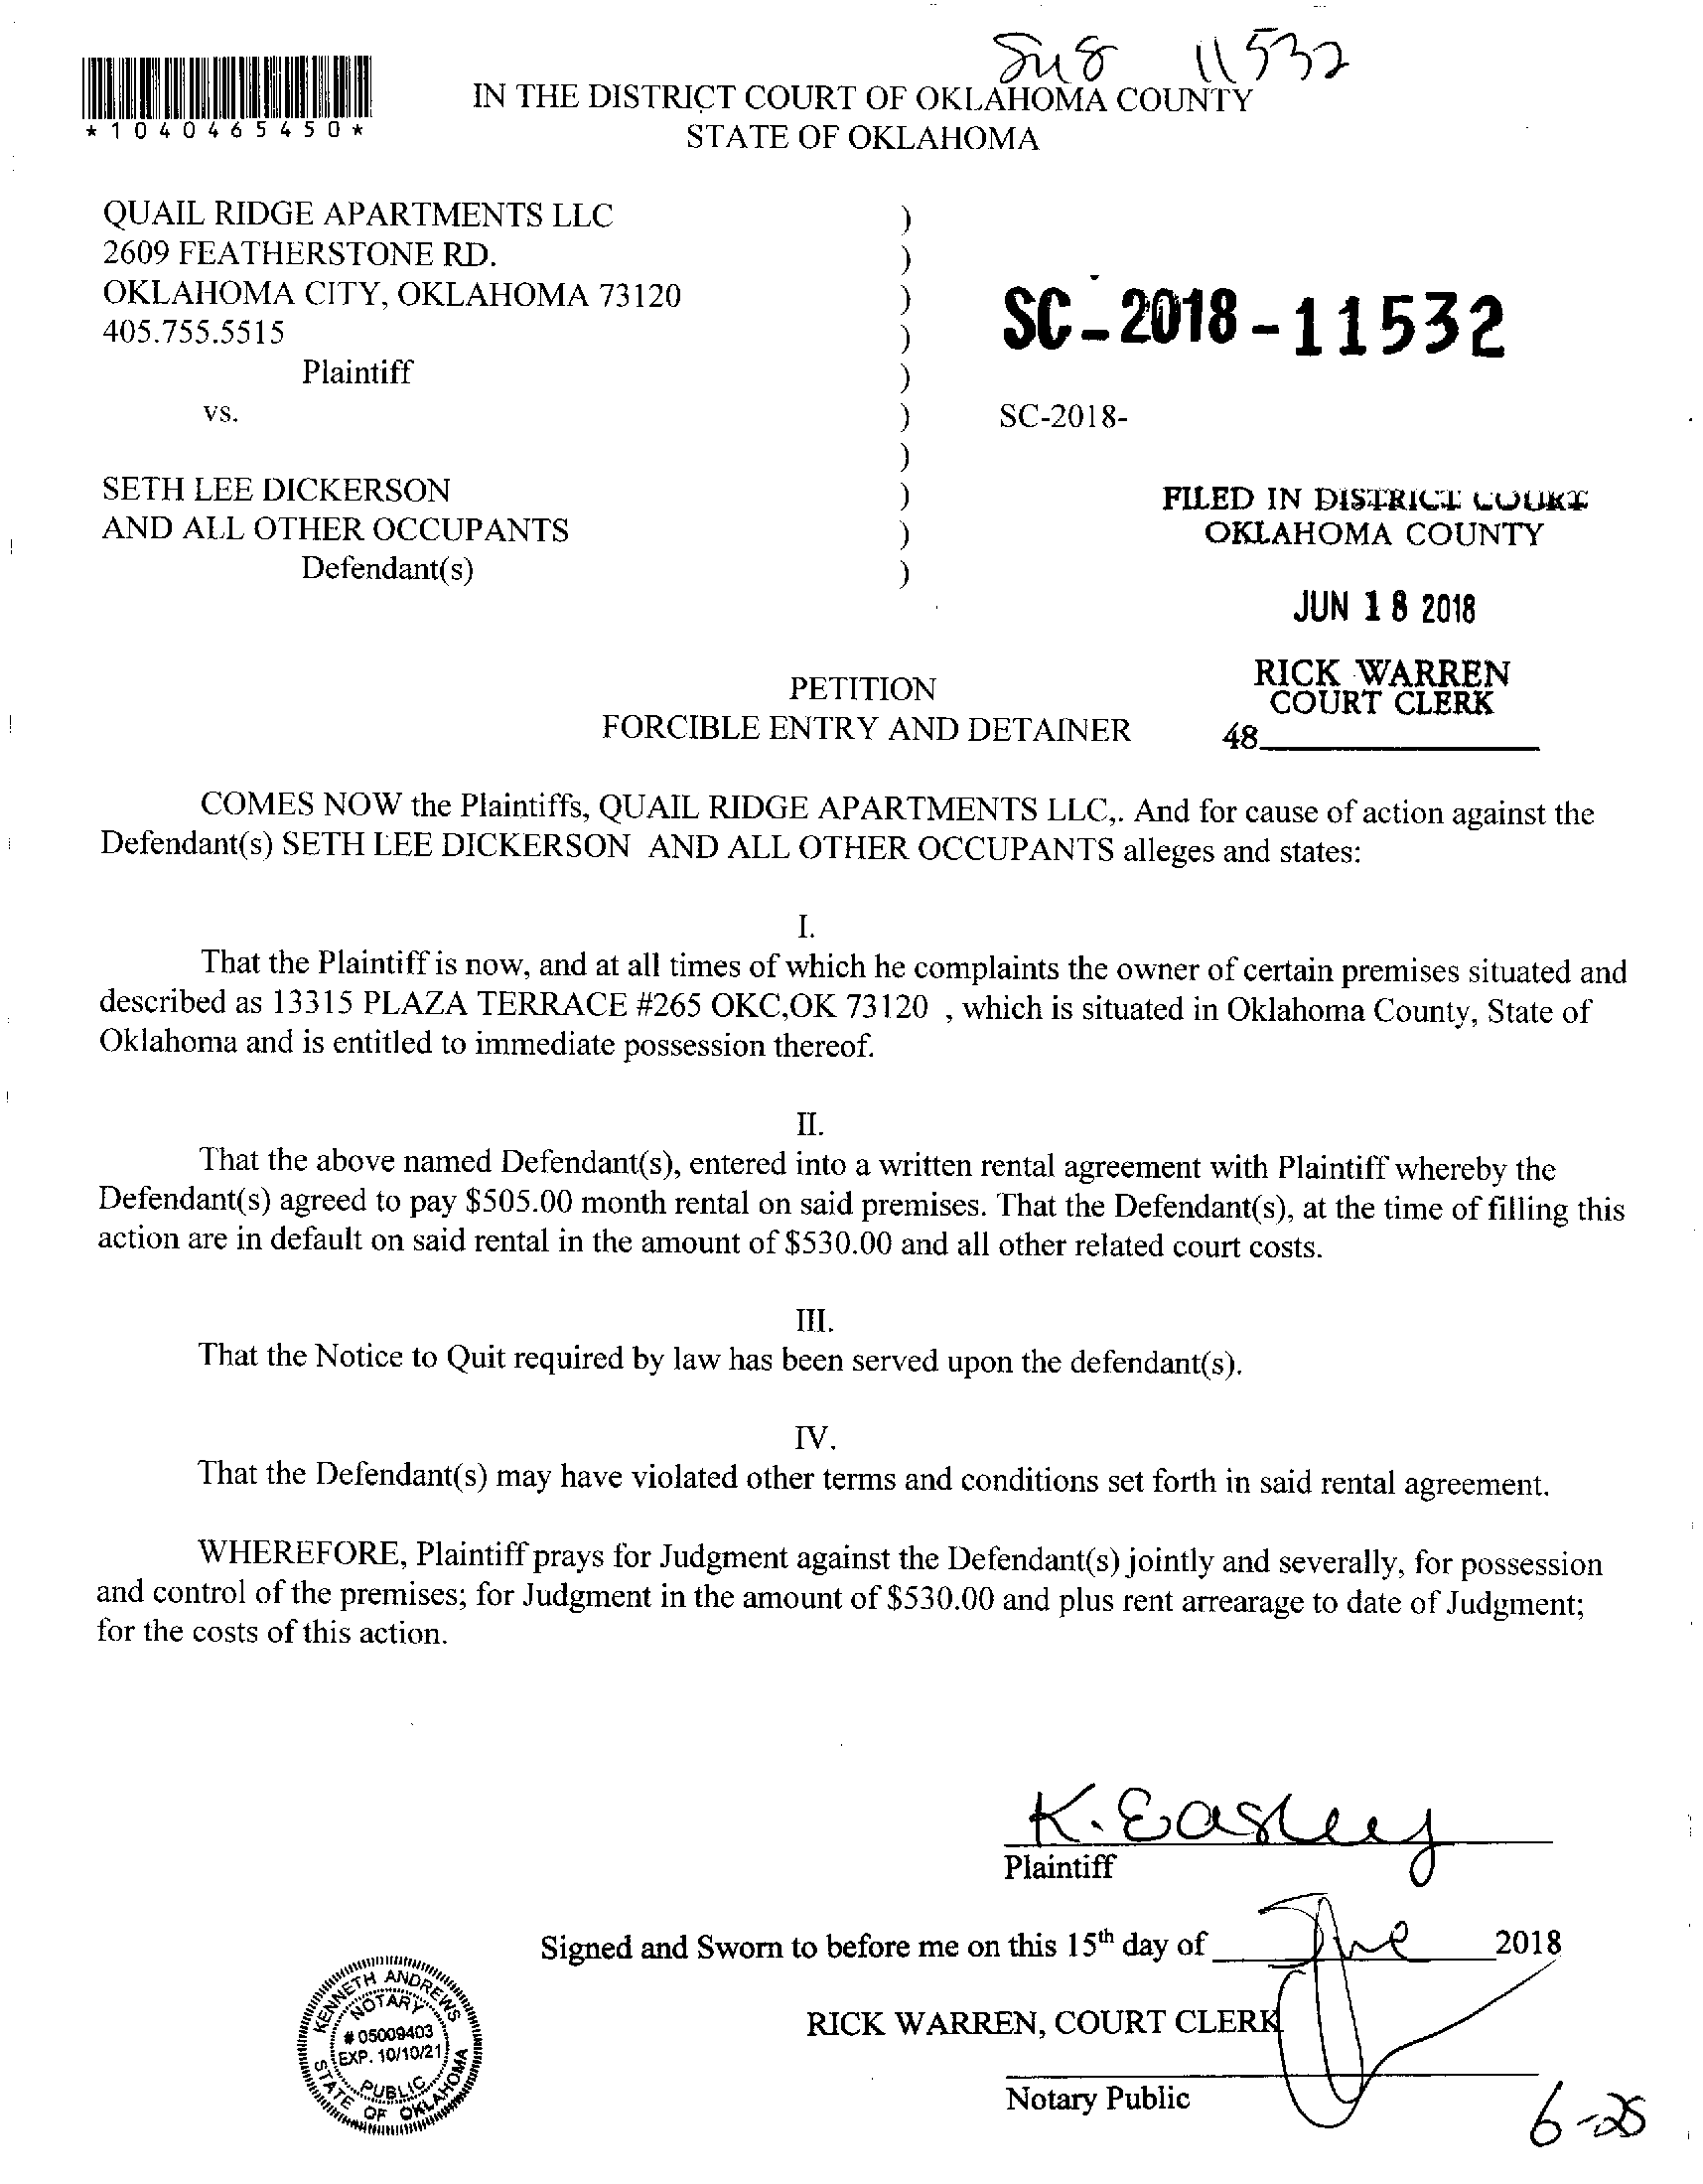 11532
IN THE DISTRICT COURT OF OKLAHOMA COUNTY
*1040465450*
STATE OF OKLAHOMA
QUAIL RIDGE APARTMENTS LLC )
2609 FEATHERSTONE RD. )
OKLAHOMA CITY, OKLAHOMA 73120 )
405.755.5515 )
SC-2018-11532
Plaintiff )
vs. ) SC-2018-
)
SETH LEE DICKERSON )
AND ALL OTHER OCCUPANTS )
Defendant(s) )
FILED IN DISTRICT COURT
OKLAHOMA COUNTY
JUN 18 2018
RICK WARREN
COURT CLERK
48
PETITION
FORCIBLE ENTRY AND DETAINER
COMES NOW the Plaintiffs, QUAIL RIDGE APARTMENTS LLC,. And for cause of action against the
Defendant(s) SETH LEE DICKERSON AND ALL OTHER OCCUPANTS alleges and states:
I.
That the Plaintiff is now, and at all times of which he complaints the owner of certain premises situated and
described as 13315 PLAZA TERRACE #265 OKC,OK 73120 , which is situated in Oklahoma County, State of
Oklahoma and is entitled to immediate possession thereof.
II.
That the above named Defendant(s), entered into a written rental agreement with Plaintiff whereby the
Defendant(s) agreed to pay $505.00 month rental on said premises. That the Defendant(s), at the time of filling this
action are in default on said rental in the amount of $530.00 and all other related court costs.
III.
That the Notice to Quit required by law has been served upon the defendant(s).
IV.
That the Defendant(s) may have violated other terms and conditions set forth in said rental agreement.
WHEREFORE, Plaintiff prays for Judgment against the Defendant(s) jointly and severally, for possession
and control of the premises; for Judgment in the amount of $530.00 and plus rent arrearage to date of Judgment;
for the costs of this action.
K. Easley
Plaintiff
Signed and Sworn to before me on this 15th day of June 2018
RICK WARREN, COURT CLERK
Notary Public
6-25
KENNETH ANDREWS
NOTARY
# 05009403
EXP. 10/10/21
PUBLIC
STATE OF OKLAHOMA